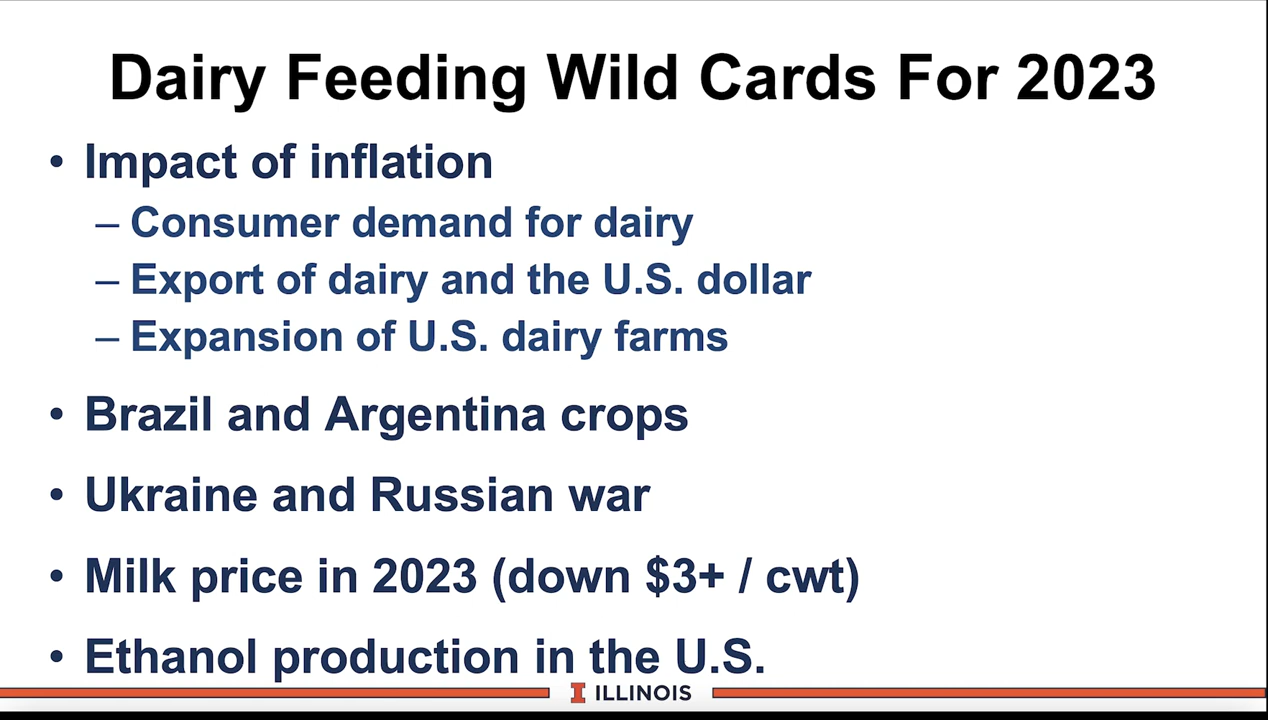 Dairy Feeding Wild Cards For 2023
• Impact of inflation
– Consumer demand for dairy
– Export of dairy and the U.S. dollar
– Expansion of U.S. dairy farms
• Brazil and Argentina crops
• Ukraine and Russian war
• Milk price in 2023 (down $3+ / cwt)
• Ethanol production in the U.S.
I ILLINOIS